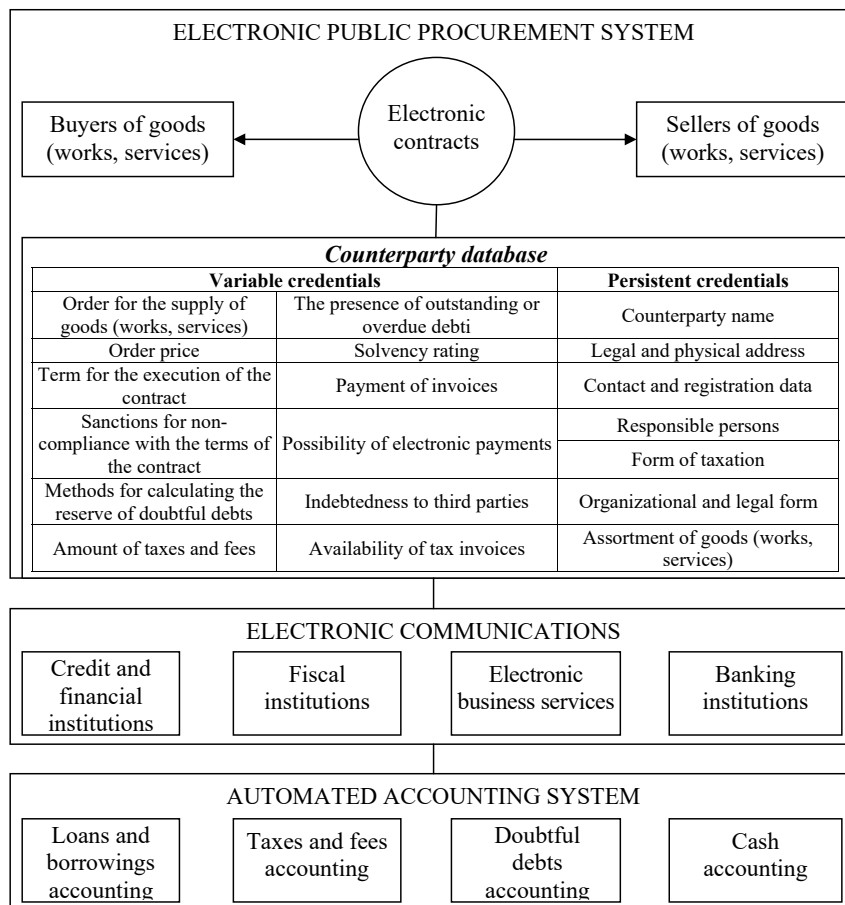 ELECTRONIC PUBLIC PROCUREMENT SYSTEM
Buyers of goods
(works, services)
Electronic
contracts
Sellers of goods
(works, services)
Counterparty database
Variable credentials
Persistent credentials
Order for the supply of
goods (works, services)
The presence of outstanding or
overdue debti
Counterparty name
Order price
Solvency rating
Legal and physical address
Term for the execution of the
contract
Payment of invoices
Contact and registration data
Sanctions for non-
compliance with the terms of
the contract
Possibility of electronic payments
Responsible persons
Form of taxation
Methods for calculating the
reserve of doubtful debts
Indebtedness to third parties
Organizational and legal form
Amount of taxes and fees
Availability of tax invoices
Assortment of goods (works,
services)
ELECTRONIC COMMUNICATIONS
Credit and
financial
institutions
Fiscal
institutions
Electronic
business services
Banking
institutions
AUTOMATED ACCOUNTING SYSTEM
Loans and
borrowings
accounting
Taxes and fees
accounting
Doubtful
debts
accounting
Cash
accounting